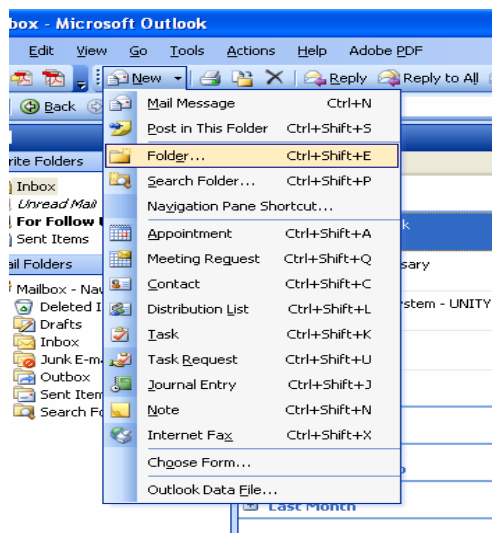 box - Microsoft Outlook
Edit View Go Tools Actions Help Adobe PDF
New Reply Reply to All
Back
Mail Message Ctrl+N
Post in This Folder Ctrl+Shift+S
Folder... Ctrl+Shift+E
Search Folder... Ctrl+Shift+P
Navigation Pane Shortcut...
Appointment Ctrl+Shift+A
Meeting Request Ctrl+Shift+Q
Contact Ctrl+Shift+C
Distribution List Ctrl+Shift+L
Task Ctrl+Shift+K
Task Request Ctrl+Shift+U
Journal Entry Ctrl+Shift+J
Note Ctrl+Shift+N
Internet Fax Ctrl+Shift+X
Choose Form...
Outlook Data File...
rite Folders
Inbox
Unread Mail
For Follow U
Sent Items
ail Folders
Mailbox - Nav
Deleted I
Drafts
Inbox
Junk E-m
Outbox
Sent Item
Search Fo
k
sary
stem - UNITY
Last Month